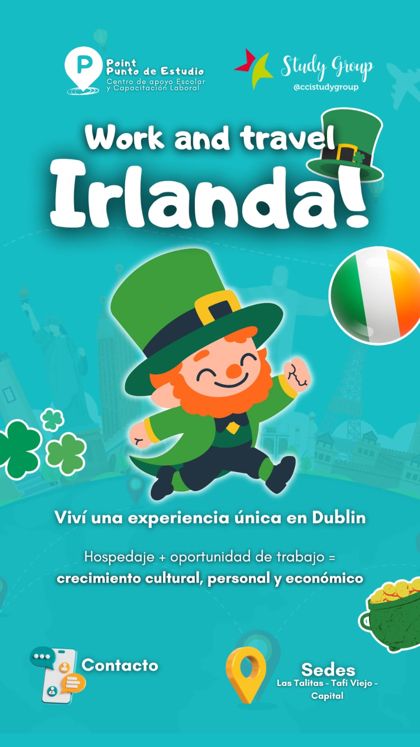 P
Point
Punto de Estudio
Centro de apoyo Escolar
y Capacitación Laboral
Study Group
@ccistudygroup
Work and travel
Irlanda!
Viví una experiencia única en Dublin
Hospedaje + oportunidad de trabajo =
crecimiento cultural, personal y económico
Contacto
Sedes
Las Talitas - Tafi Viejo -
Capital